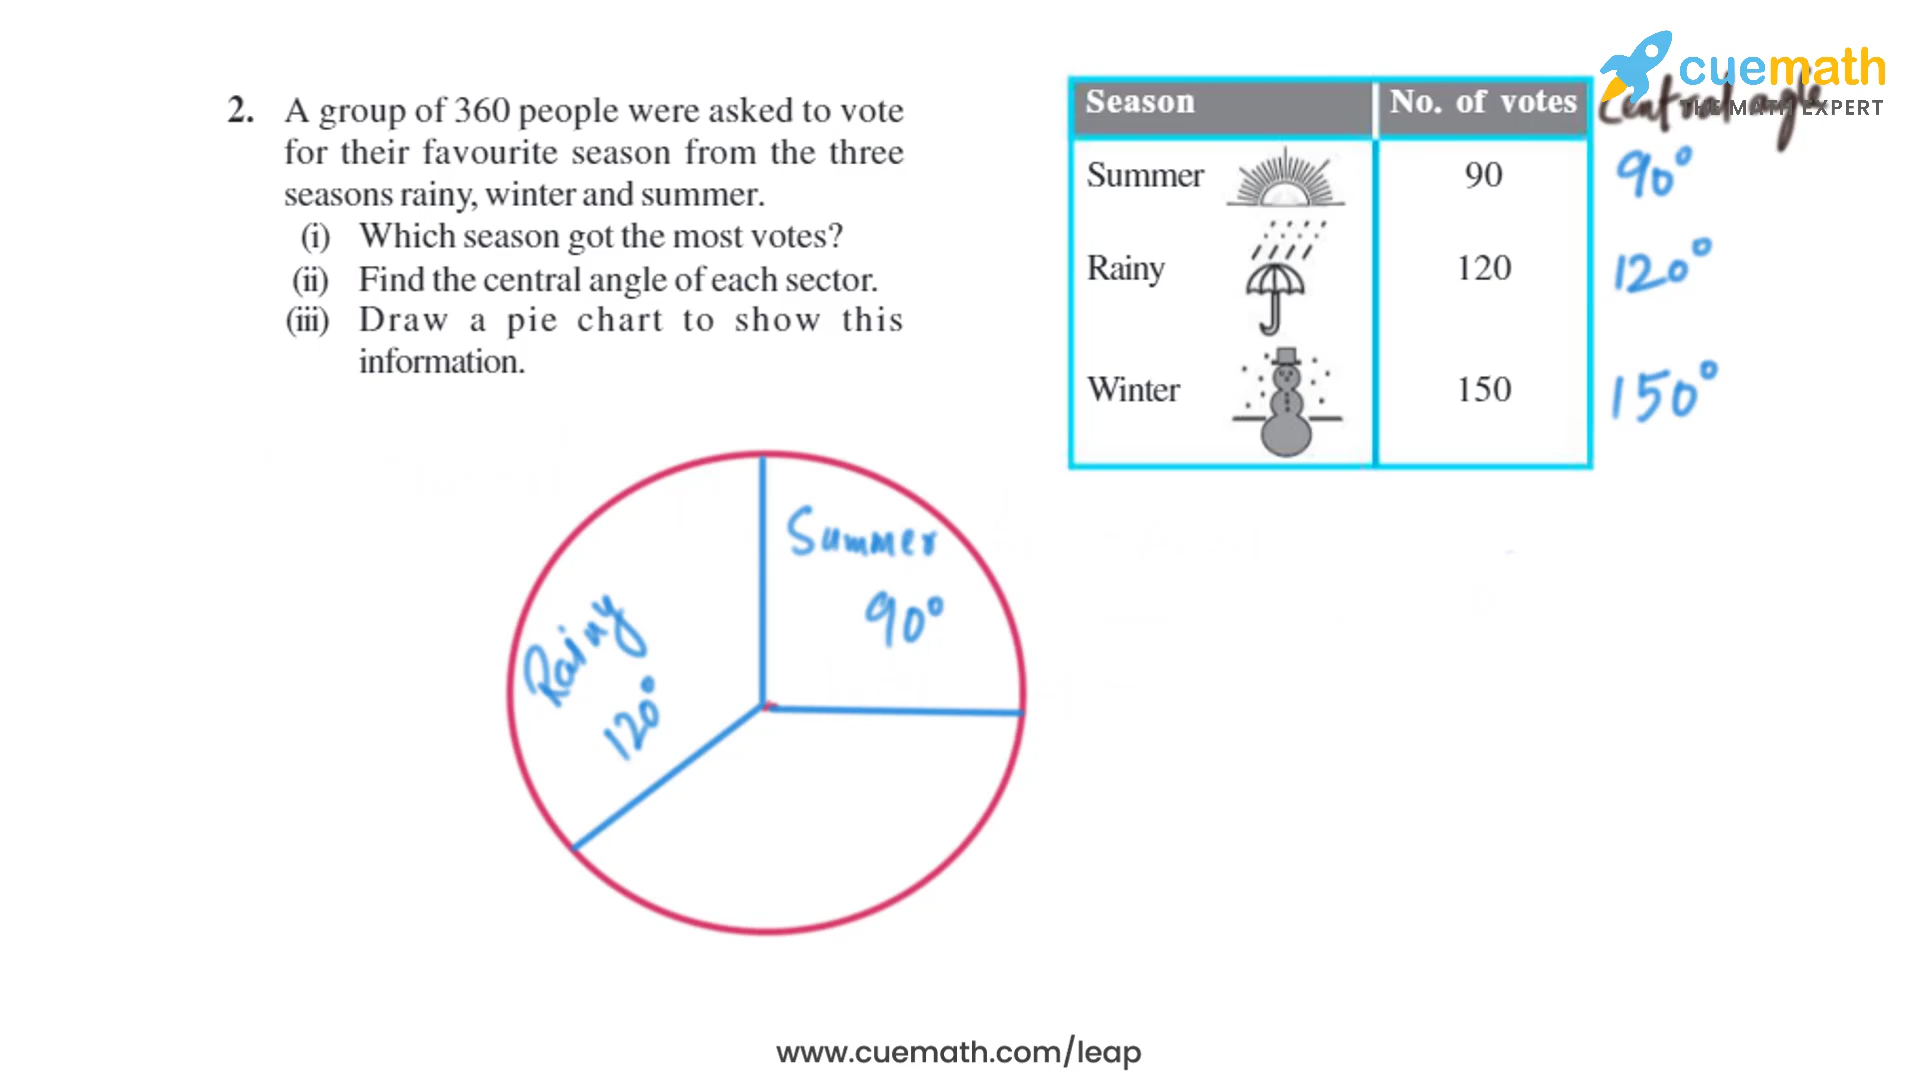 2. A group of 360 people were asked to vote
for their favourite season from the three
seasons rainy, winter and summer.
(i) Which season got the most votes?
(ii) Find the central angle of each sector.
(iii) Draw a pie chart to show this
information.
Season No. of votes Central angle
Summer 90 90°
Rainy 120 120°
Winter 150 150°
cuemath
THE MATH EXPERT
Summer
90°
Rainy
120°
www.cuemath.com/leap